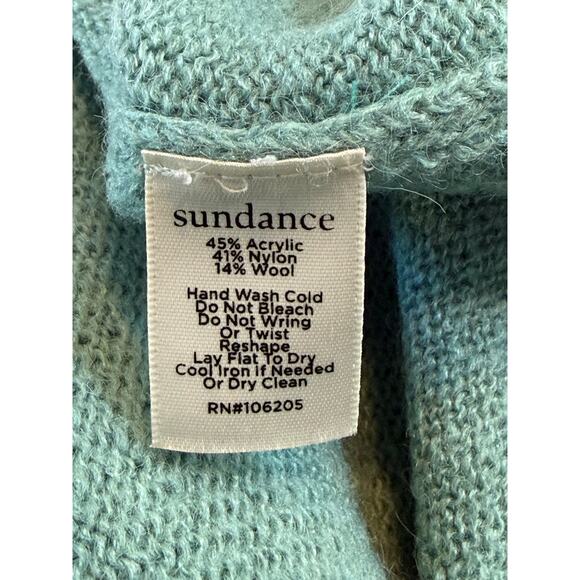 sundance
45% Acrylic
41% Nylon
14% Wool
Hand Wash Cold
Do Not Bleach
Do Not Wring
Or Twist
Reshape
Lay Flat To Dry
Cool Iron if Needed
Or Dry Clean
RN#106205